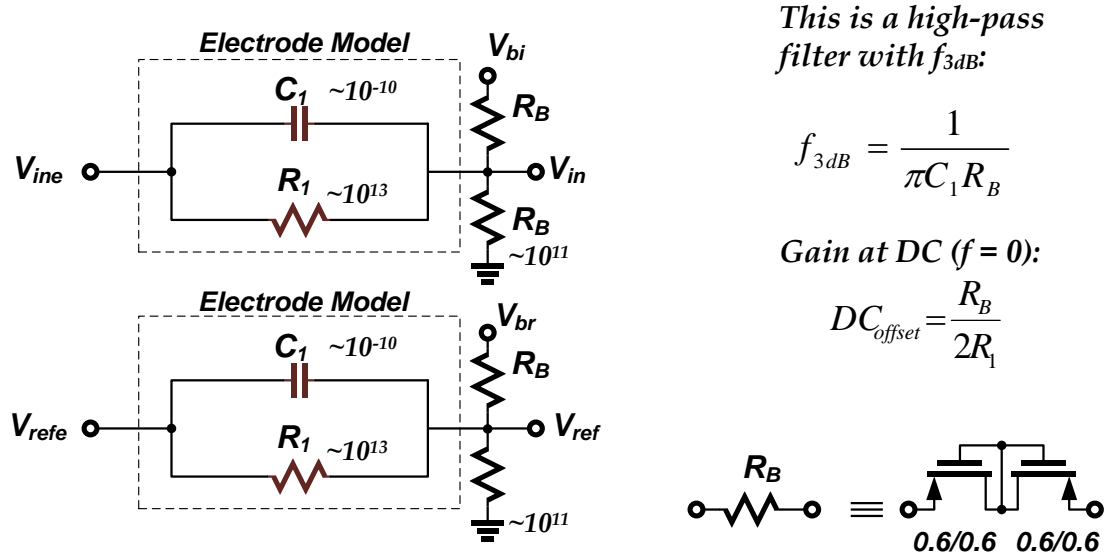 Electrode Model
V_bi
C_1 ~10^-10
R_B
V_ine
V_in
R_1 ~10^13
R_B
~10^11
Electrode Model
V_br
C_1 ~10^-10
R_B
V_refe
V_ref
R_1 ~10^13
~10^11
This is a high-pass
filter with f_3dB:
f_3dB = 1 / πC_1R_B
Gain at DC (f = 0):
DC_offset = R_B / 2R_1
R_B
≡
0.6/0.6 0.6/0.6